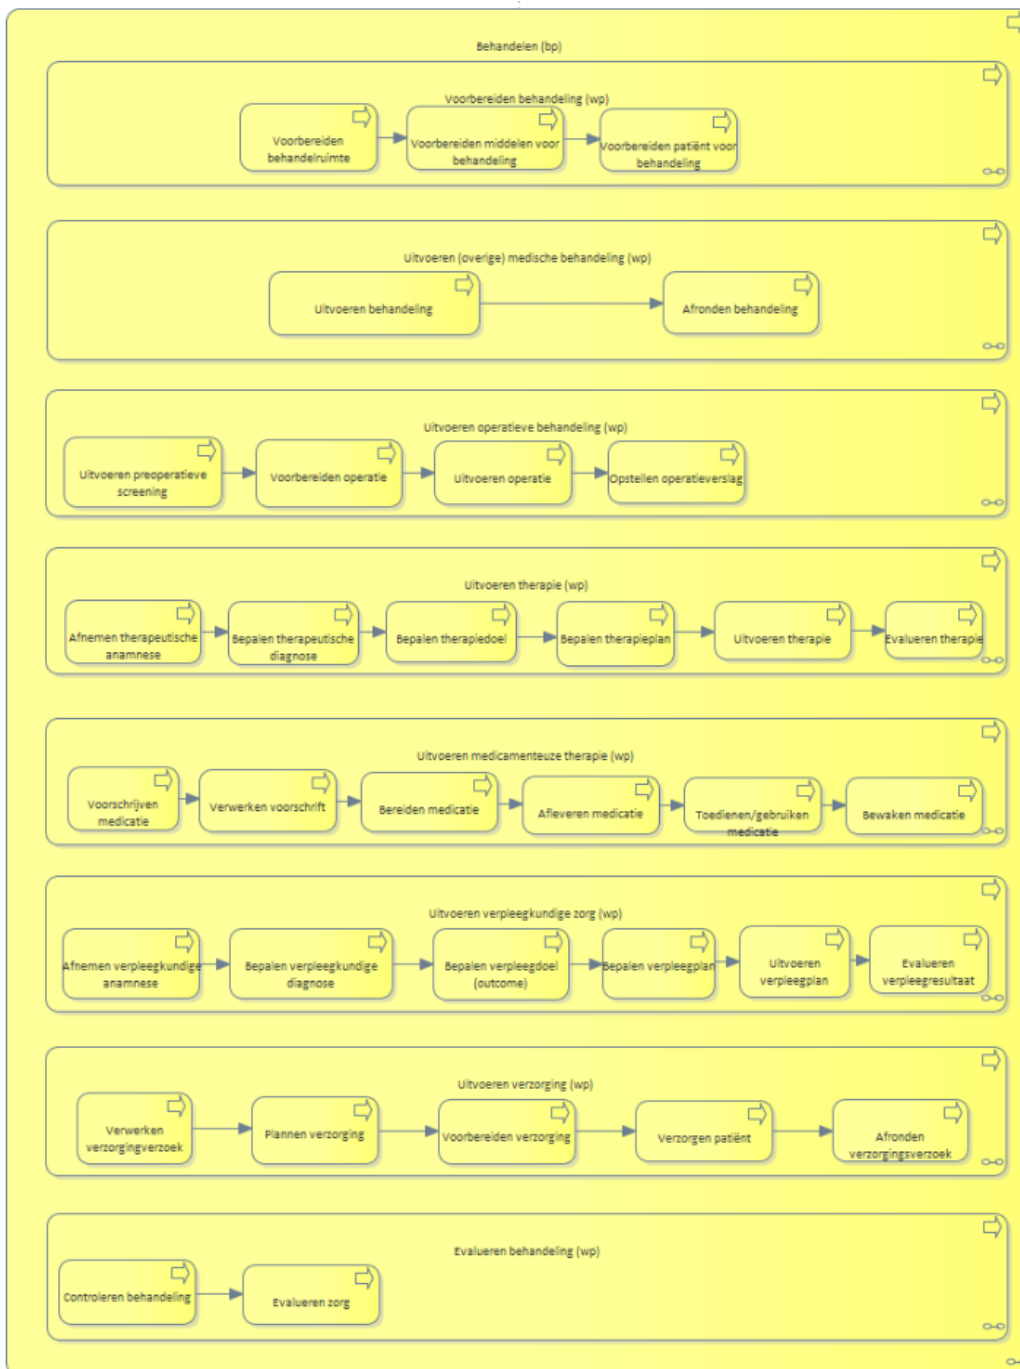 Behandelen (bp)
Voorbereiden behandeling (wp)
Voorbereiden
behandelruimte
Voorbereiden middelen voor
behandeling
Voorbereiden patiënt voor
behandeling
Uitvoeren (overige) medische behandeling (wp)
Uitvoeren behandeling
Afronden behandeling
Uitvoeren operatieve behandeling (wp)
Uitvoeren preoperatieve
screening
Voorbereiden operatie
Uitvoeren operatie
Opstellen operatieverslag
Uitvoeren therapie (wp)
Afnemen therapeutische
anamnese
Bepalen therapeutische
diagnose
Bepalen therapiedoel
Bepalen therapieplan
Uitvoeren therapie
Evalueren therapie
Uitvoeren medicamenteuze therapie (wp)
Voorschrijven
medicatie
Verwerken voorschrift
Bereiden medicatie
Afleveren medicatie
Toedienen/gebruiken
medicatie
Bewaken medicatie
Uitvoeren verpleegkundige zorg (wp)
Afnemen verpleegkundige
anamnese
Bepalen verpleegkundige
diagnose
Bepalen verpleegdoel
(outcome)
Bepalen verpleegplan
Uitvoeren
verpleegplan
Evalueren
verpleegresultaat
Uitvoeren verzorging (wp)
Verwerken
verzorgingverzoek
Plannen verzorging
Voorbereiden verzorging
Verzorgen patiënt
Afronden
verzorgingsverzoek
Evalueren behandeling (wp)
Controleren behandeling
Evalueren zorg